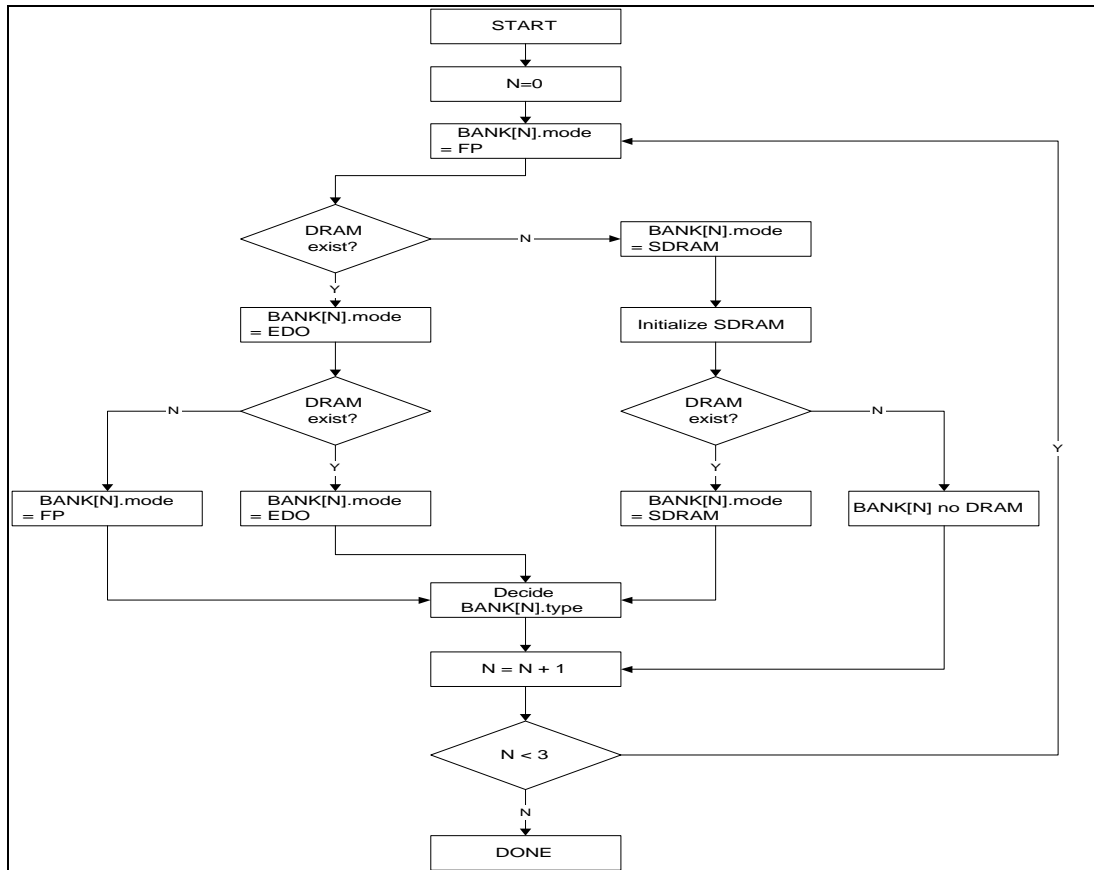 START
N=0
BANK[N].mode
= FP
DRAM
exist?
N
BANK[N].mode
= SDRAM
Y
BANK[N].mode
= EDO
Initialize SDRAM
N
DRAM
exist?
DRAM
exist?
N
Y
Y
Y
BANK[N].mode
= FP
BANK[N].mode
= EDO
BANK[N].mode
= SDRAM
BANK[N] no DRAM
Decide
BANK[N].type
N = N + 1
N < 3
N
DONE